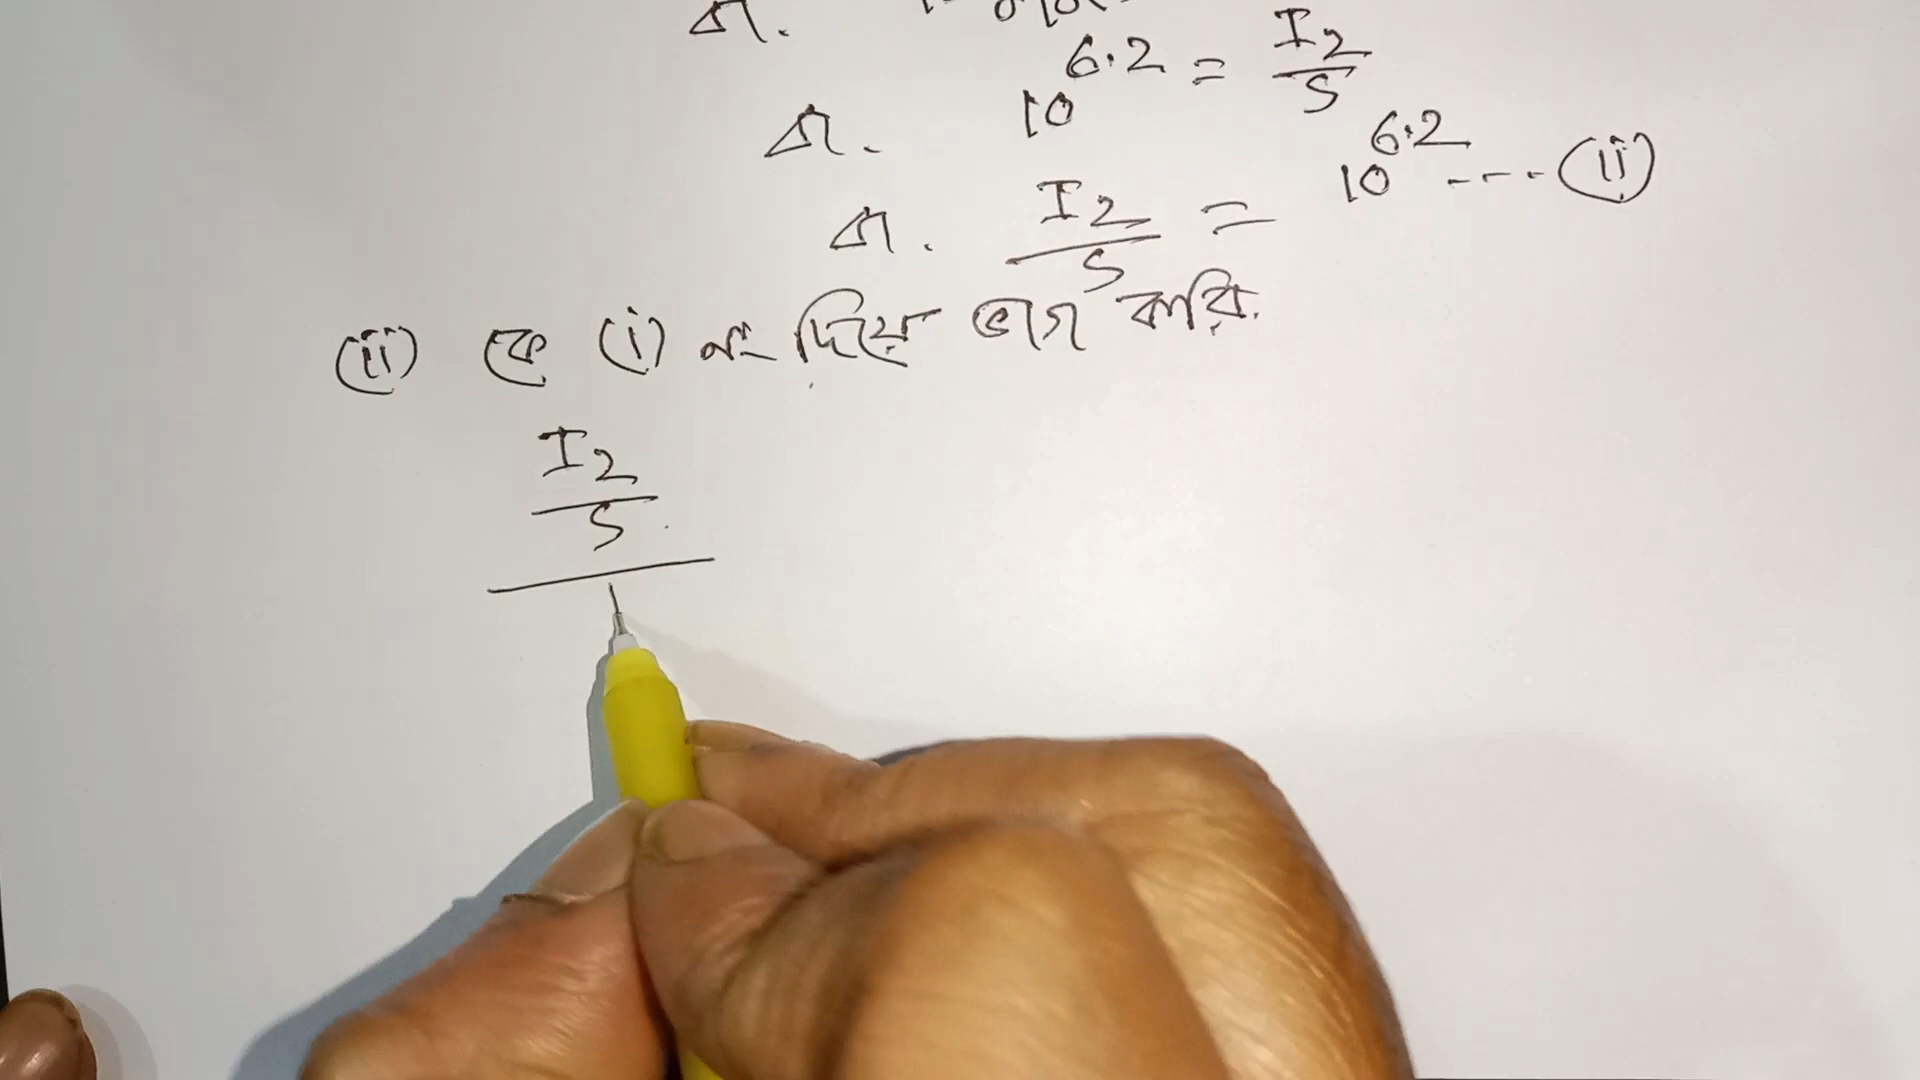 বা.
বা. 10^6.2 = I₂/S
বা. I₂/S = 10^6.2 ---- (ii)
(ii) কে (i) নং দিয়ে ভাগ করি.
I₂/S